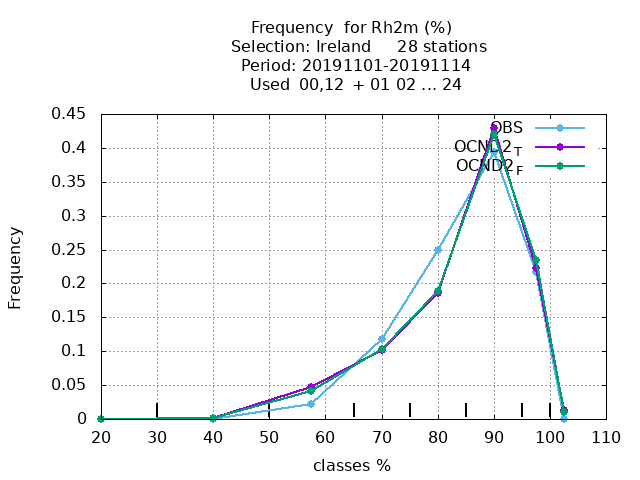 Frequency  for Rh2m (%)
Selection: Ireland     28 stations
Period: 20191101-20191114
Used  00,12  + 01 02 ... 24
0.45
0.4
0.35
0.3
0.25
0.2
0.15
0.1
0.05
0
Frequency
OBS
OCND2T
OCND2F
20 30 40 50 60 70 80 90 100 110
classes %